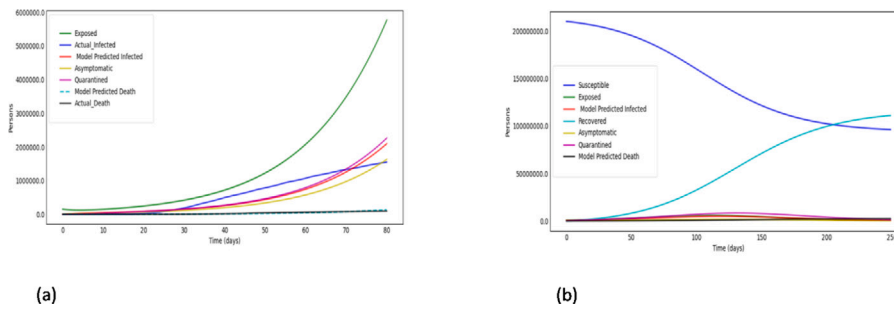 6000000.0
5000000.0
4000000.0
3000000.0
2000000.0
1000000.0
0.0
Persons
Exposed
Actual_Infected
Model Predicted Infected
Asymptomatic
Quarantined
Model Predicted Death
Actual_Death
0 10 20 30 40 50 60 70 80
Time (days)
(a)
200000000.0
150000000.0
100000000.0
50000000.0
0.0
Persons
Susceptible
Exposed
Model Predicted Infected
Recovered
Asymptomatic
Quarantined
Model Predicted Death
0 50 100 150 200 250
Time (days)
(b)